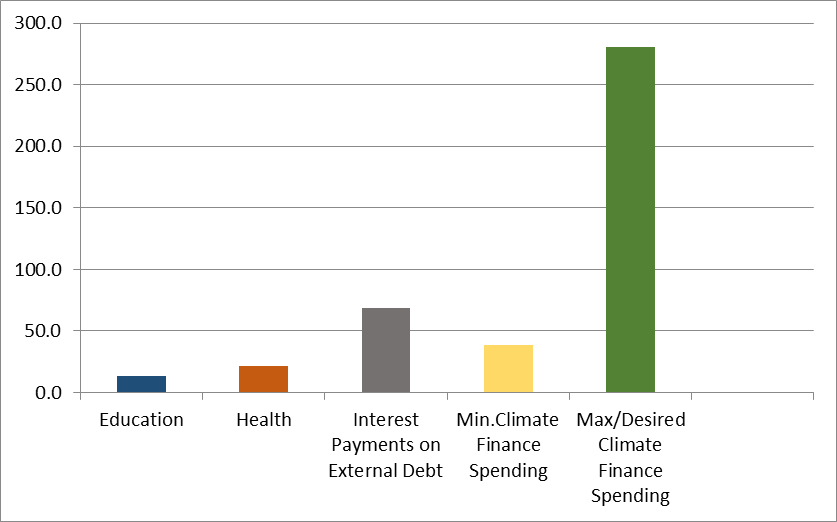 300.0
250.0
200.0
150.0
100.0
50.0
0.0
Education
Health
Interest
Payments on
External Debt
Min.Climate
Finance
Spending
Max/Desired
Climate
Finance
Spending